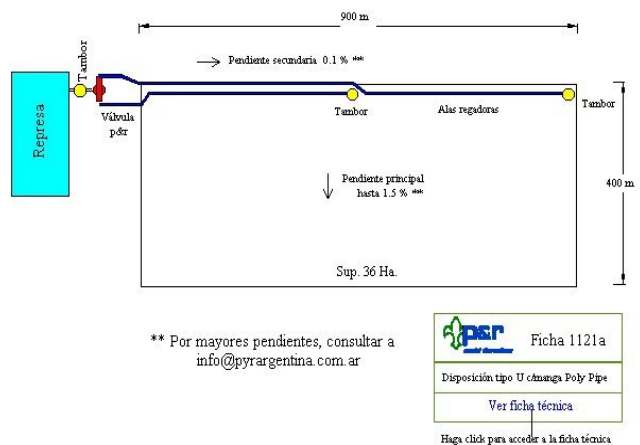 900 m
Pendiente secundaria 0.1 % **
Tambor
Represa
Válvula
p&r
Tambor
Alas regadoras
Tambor
Pendiente principal
hasta 1.5 % **
400 m
Sup. 36 Ha.
** Por mayores pendientes, consultar a
info@pyrargentina.com.ar
p&r
Ficha 1121a
Disposición tipo U c/manga Poly Pipe
Ver ficha técnica
Haga click para acceder a la ficha técnica